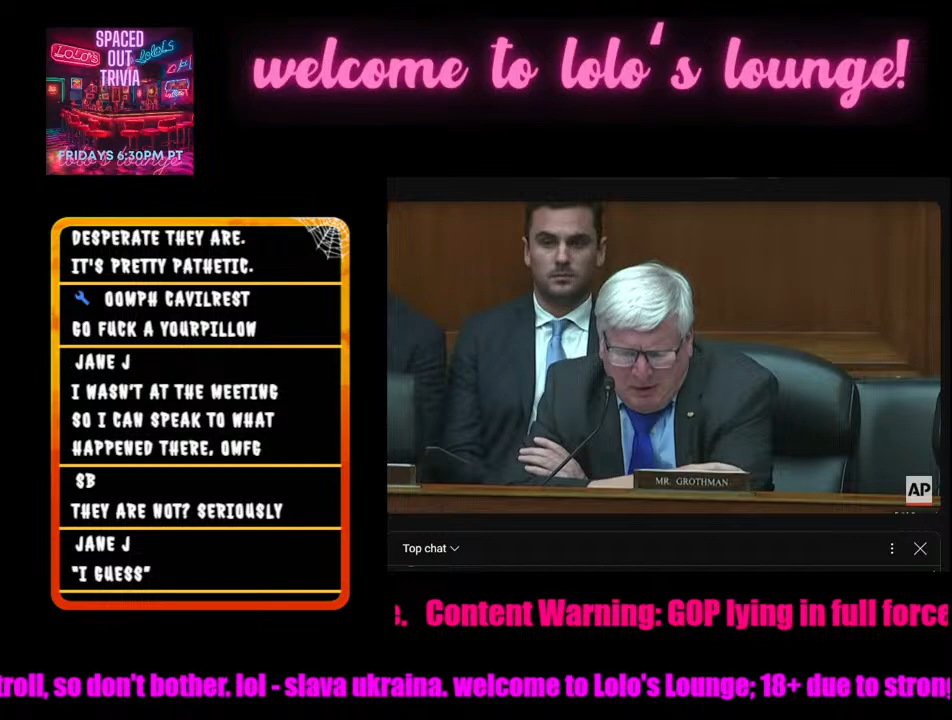 SPACED
OUT
TRIVIA
LOLO'S
FRIDAYS 6:30PM PT
lolo's lounge
welcome to lolo's lounge!
DESPERATE THEY ARE.
IT'S PRETTY PATHETIC.
OOMPH CAVILREST
GO FUCK A YOURPILLOW
JANE J
I WASN'T AT THE MEETING
SO I CAN SPEAK TO WHAT
HAPPENED THERE. OMFG
SB
THEY ARE NOT? SERIOUSLY
JANE J
"I GUESS"
MR. GROTHMAN
AP
Top chat
e. Content Warning: GOP lying in full force
troll, so don't bother. lol - slava ukraina. welcome to Lolo's Lounge; 18+ due to strong